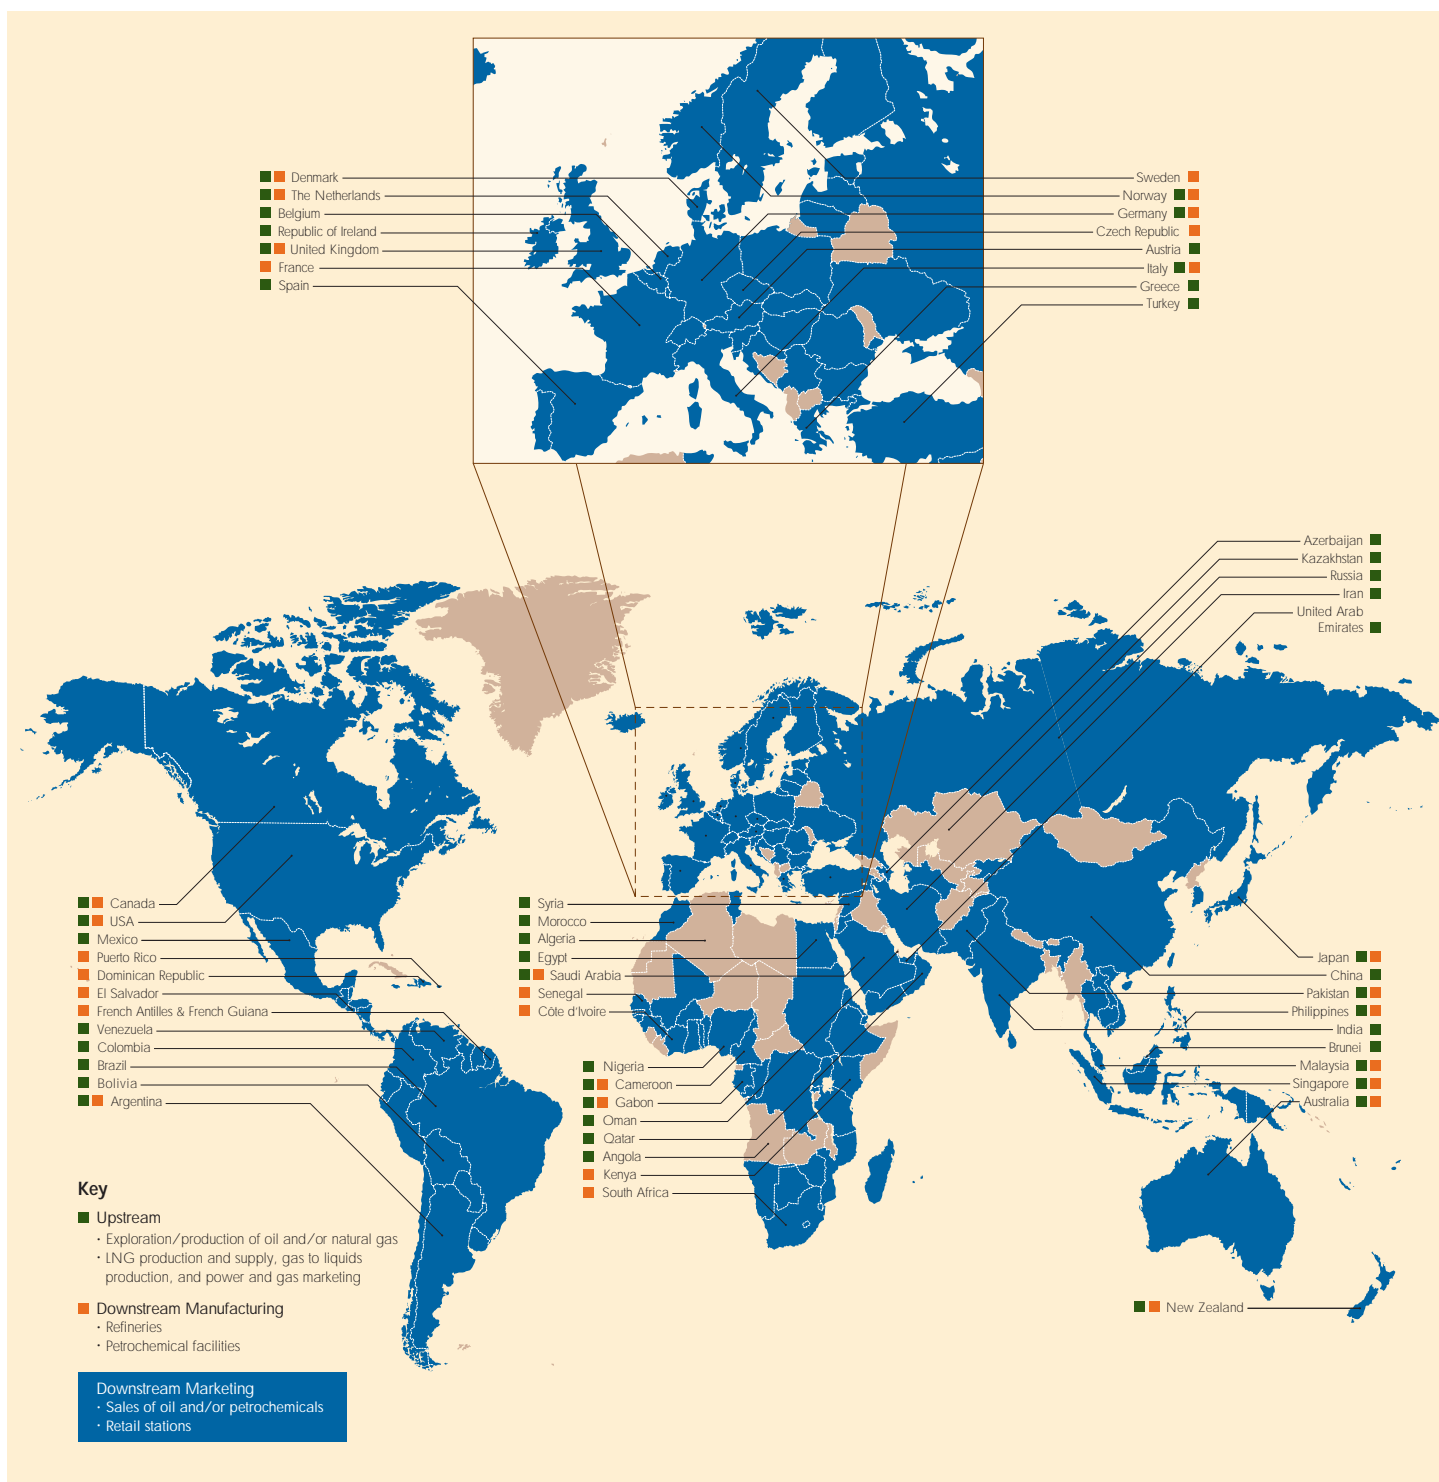 Denmark
The Netherlands
Belgium
Republic of Ireland
United Kingdom
France
Spain
Sweden
Norway
Germany
Czech Republic
Austria
Italy
Greece
Turkey
Azerbaijan
Kazakhstan
Russia
Iran
United Arab
Emirates
Canada
USA
Mexico
Puerto Rico
Dominican Republic
El Salvador
French Antilles & French Guiana
Venezuela
Colombia
Brazil
Bolivia
Argentina
Syria
Morocco
Algeria
Egypt
Saudi Arabia
Senegal
Côte d'Ivoire
Nigeria
Cameroon
Gabon
Oman
Qatar
Angola
Kenya
South Africa
Japan
China
Pakistan
Philippines
India
Brunei
Malaysia
Singapore
Australia
New Zealand
Key
Upstream
· Exploration/production of oil and/or natural gas
· LNG production and supply, gas to liquids
production, and power and gas marketing
Downstream Manufacturing
· Refineries
· Petrochemical facilities
Downstream Marketing
· Sales of oil and/or petrochemicals
· Retail stations